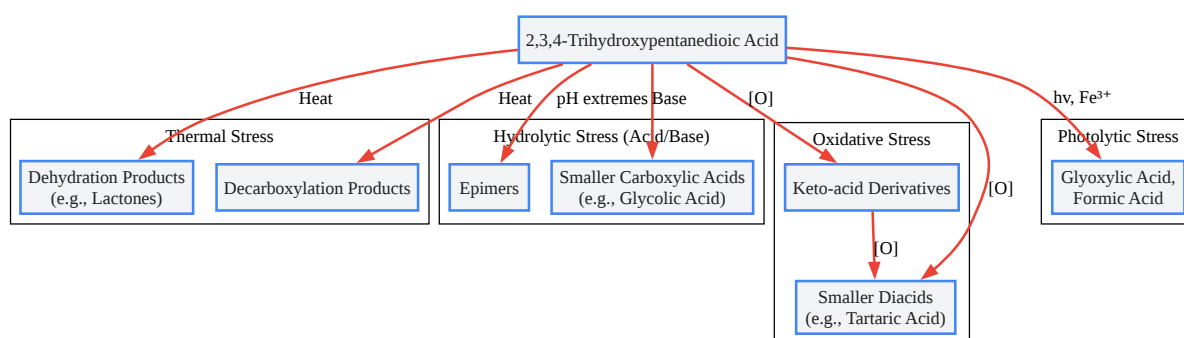 2,3,4-Trihydroxypentanedioic Acid
Heat
Heat
pH extremes
Base
[O]
hv, Fe³⁺
Thermal Stress
Hydrolytic Stress (Acid/Base)
Oxidative Stress
Photolytic Stress
Dehydration Products
(e.g., Lactones)
Decarboxylation Products
Epimers
Smaller Carboxylic Acids
(e.g., Glycolic Acid)
Keto-acid Derivatives
[O]
Glyoxylic Acid,
Formic Acid
[O]
Smaller Diacids
(e.g., Tartaric Acid)